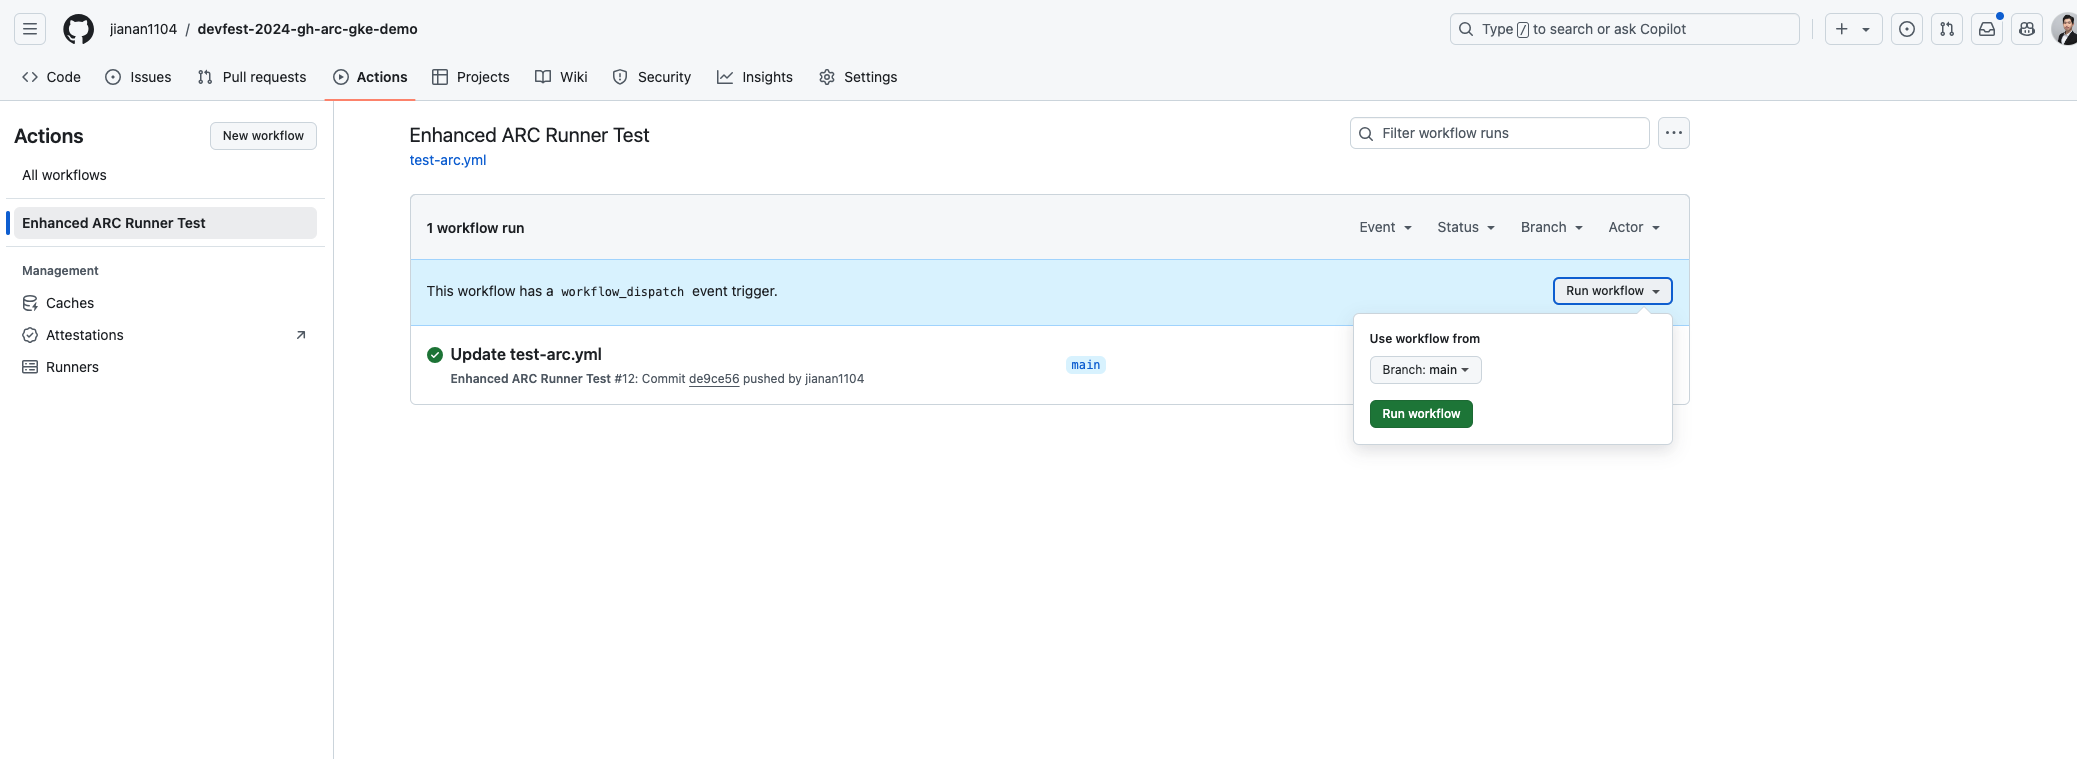 jianan1104 / devfest-2024-gh-arc-gke-demo
Type / to search or ask Copilot
Code
Issues
Pull requests
Actions
Projects
Wiki
Security
Insights
Settings
Actions
New workflow
All workflows
Enhanced ARC Runner Test
Management
Caches
Attestations
Runners
Enhanced ARC Runner Test
test-arc.yml
Filter workflow runs
1 workflow run
Event
Status
Branch
Actor
This workflow has a workflow_dispatch event trigger.
Run workflow
Use workflow from
Branch: main
Run workflow
Update test-arc.yml
Enhanced ARC Runner Test #12: Commit de9ce56 pushed by jianan1104
main